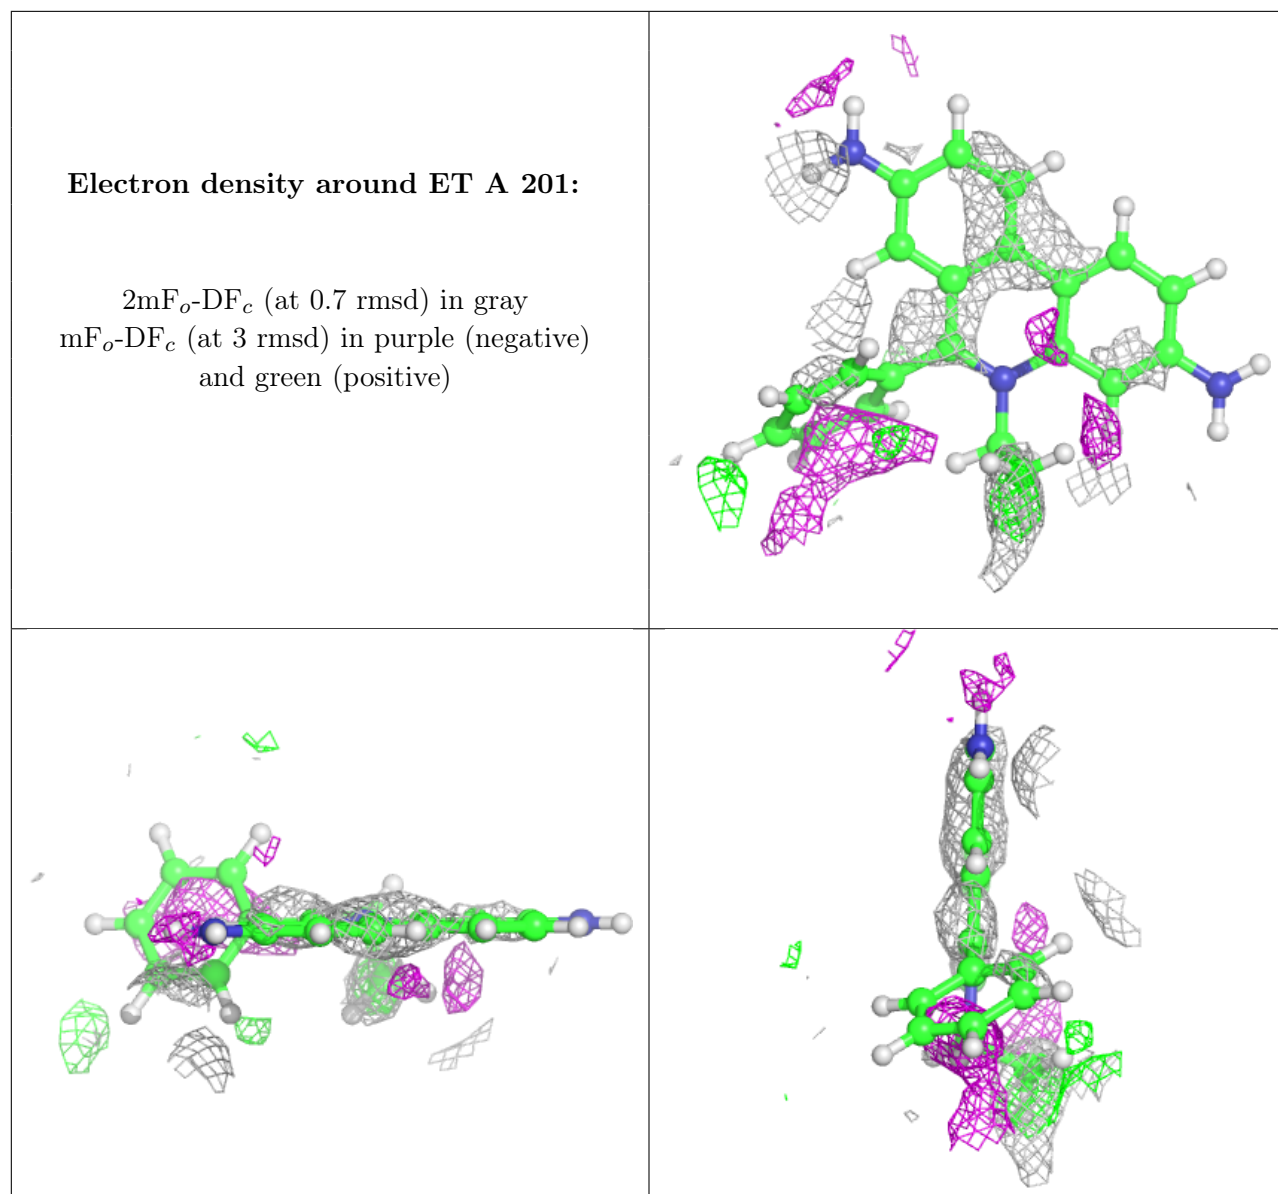 Electron density around ET A 201:
2mFo-DFc (at 0.7 rmsd) in gray
mFo-DFc (at 3 rmsd) in purple (negative)
and green (positive)